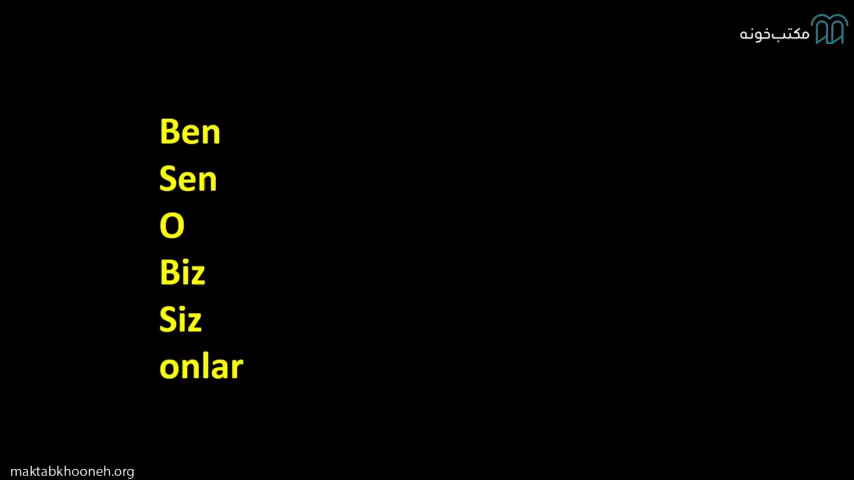 مکتب‌خونه
Ben
Sen
O
Biz
Siz
onlar
maktabkhooneh.org